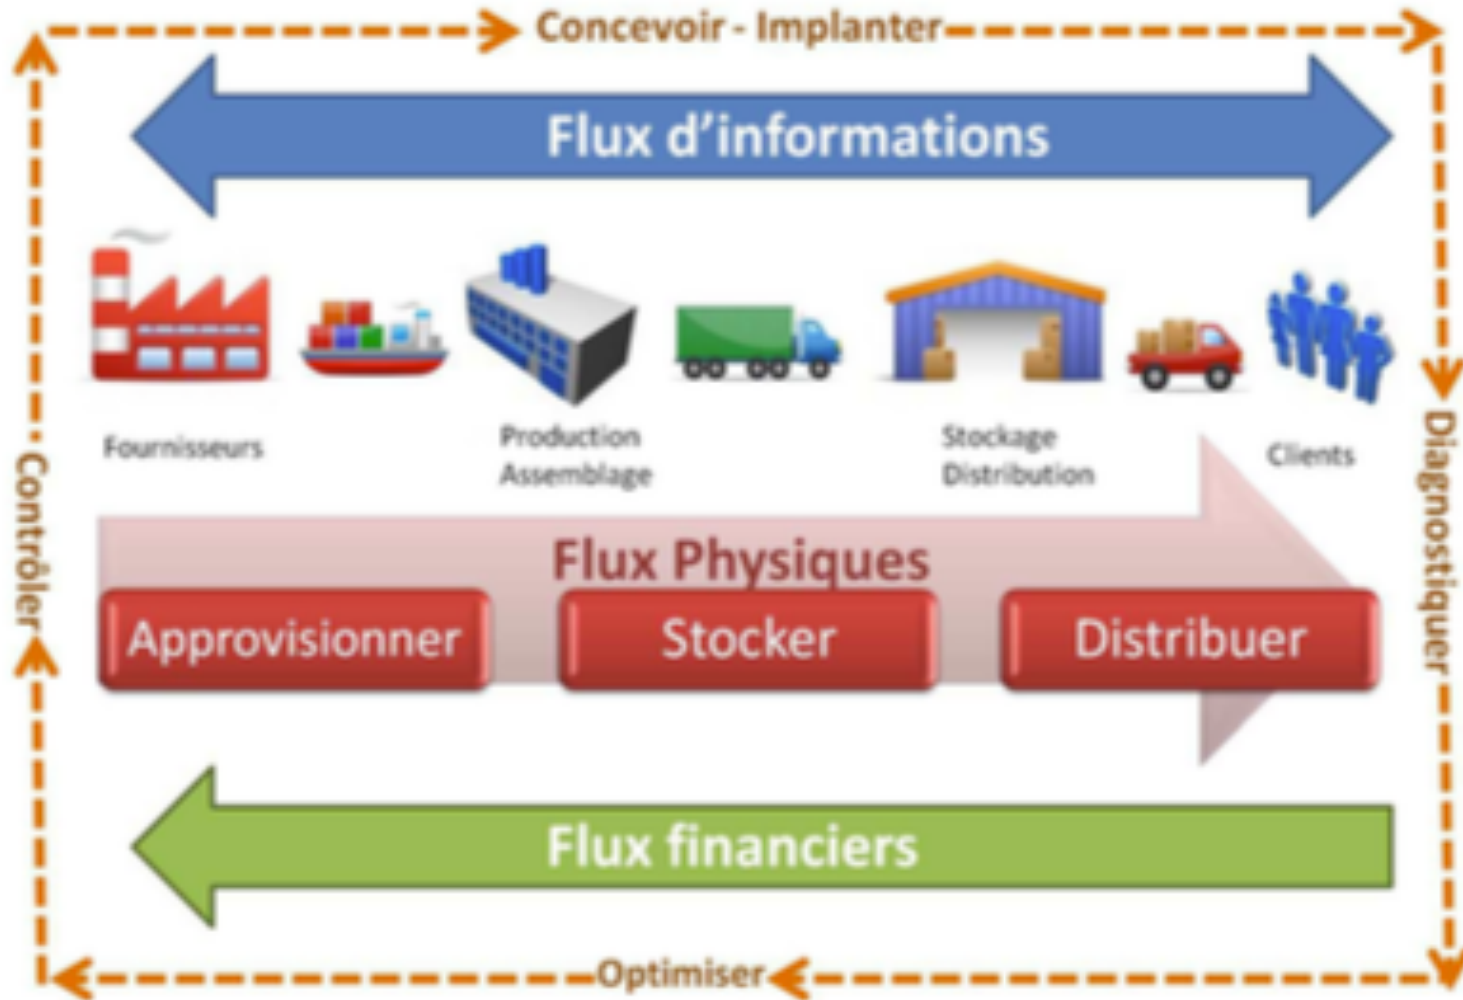 Concevoir - Implanter
Flux d’informations
Fournisseurs
Production
Assemblage
Stockage
Distribution
Clients
Contrôler
Diagnostiquer
Flux Physiques
Approvisionner
Stocker
Distribuer
Flux financiers
Optimiser